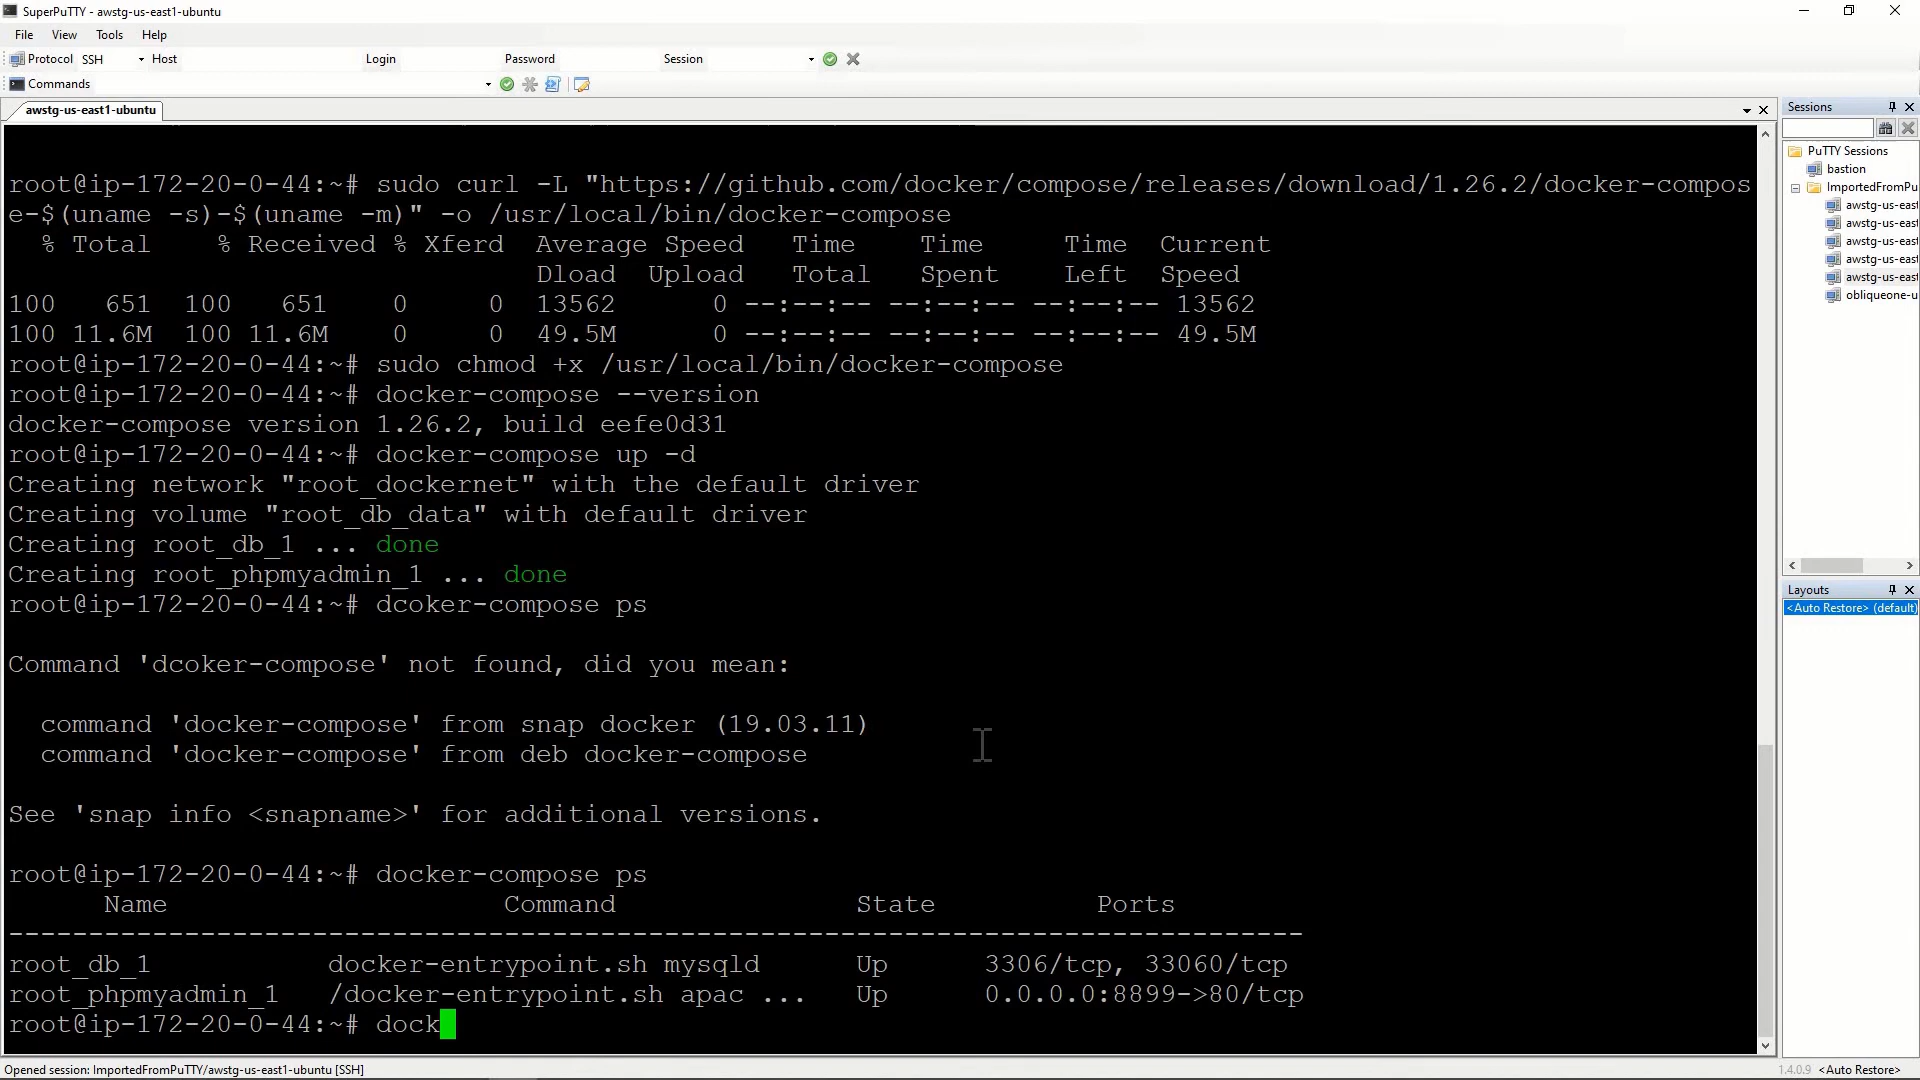 SuperPuTTY - awstg-us-east1-ubuntu
File View Tools Help
Protocol SSH Host Login Password Session
Commands
awstg-us-east1-ubuntu
root@ip-172-20-0-44:~# sudo curl -L "https://github.com/docker/compose/releases/download/1.26.2/docker-compos
e-$(uname -s)-$(uname -m)" -o /usr/local/bin/docker-compose
% Total % Received % Xferd Average Speed Time Time Time Current
Dload Upload Total Spent Left Speed
100 651 100 651 0 0 13562 0 --:--:-- --:--:-- --:--:-- 13562
100 11.6M 100 11.6M 0 0 49.5M 0 --:--:-- --:--:-- --:--:-- 49.5M
root@ip-172-20-0-44:~# sudo chmod +x /usr/local/bin/docker-compose
root@ip-172-20-0-44:~# docker-compose --version
docker-compose version 1.26.2, build eefe0d31
root@ip-172-20-0-44:~# docker-compose up -d
Creating network "root_dockernet" with the default driver
Creating volume "root_db_data" with default driver
Creating root_db_1 ... done
Creating root_phpmyadmin_1 ... done
root@ip-172-20-0-44:~# dcoker-compose ps
Command 'dcoker-compose' not found, did you mean:
command 'docker-compose' from snap docker (19.03.11)
command 'docker-compose' from deb docker-compose
See 'snap info <snapname>' for additional versions.
root@ip-172-20-0-44:~# docker-compose ps
Name Command State Ports
---------------------------------------------------------------------------------
root_db_1 docker-entrypoint.sh mysqld Up 3306/tcp, 33060/tcp
root_phpmyadmin_1 /docker-entrypoint.sh apac ... Up 0.0.0.0:8899->80/tcp
root@ip-172-20-0-44:~# dock
Sessions
PuTTY Sessions
bastion
ImportedFromPu
awstg-us-east
awstg-us-east
awstg-us-east
awstg-us-east
awstg-us-east
obliqueone-u
Layouts
<Auto Restore> (default)
Opened session: ImportedFromPuTTY/awstg-us-east1-ubuntu [SSH]
1.4.0.9 <Auto Restore>